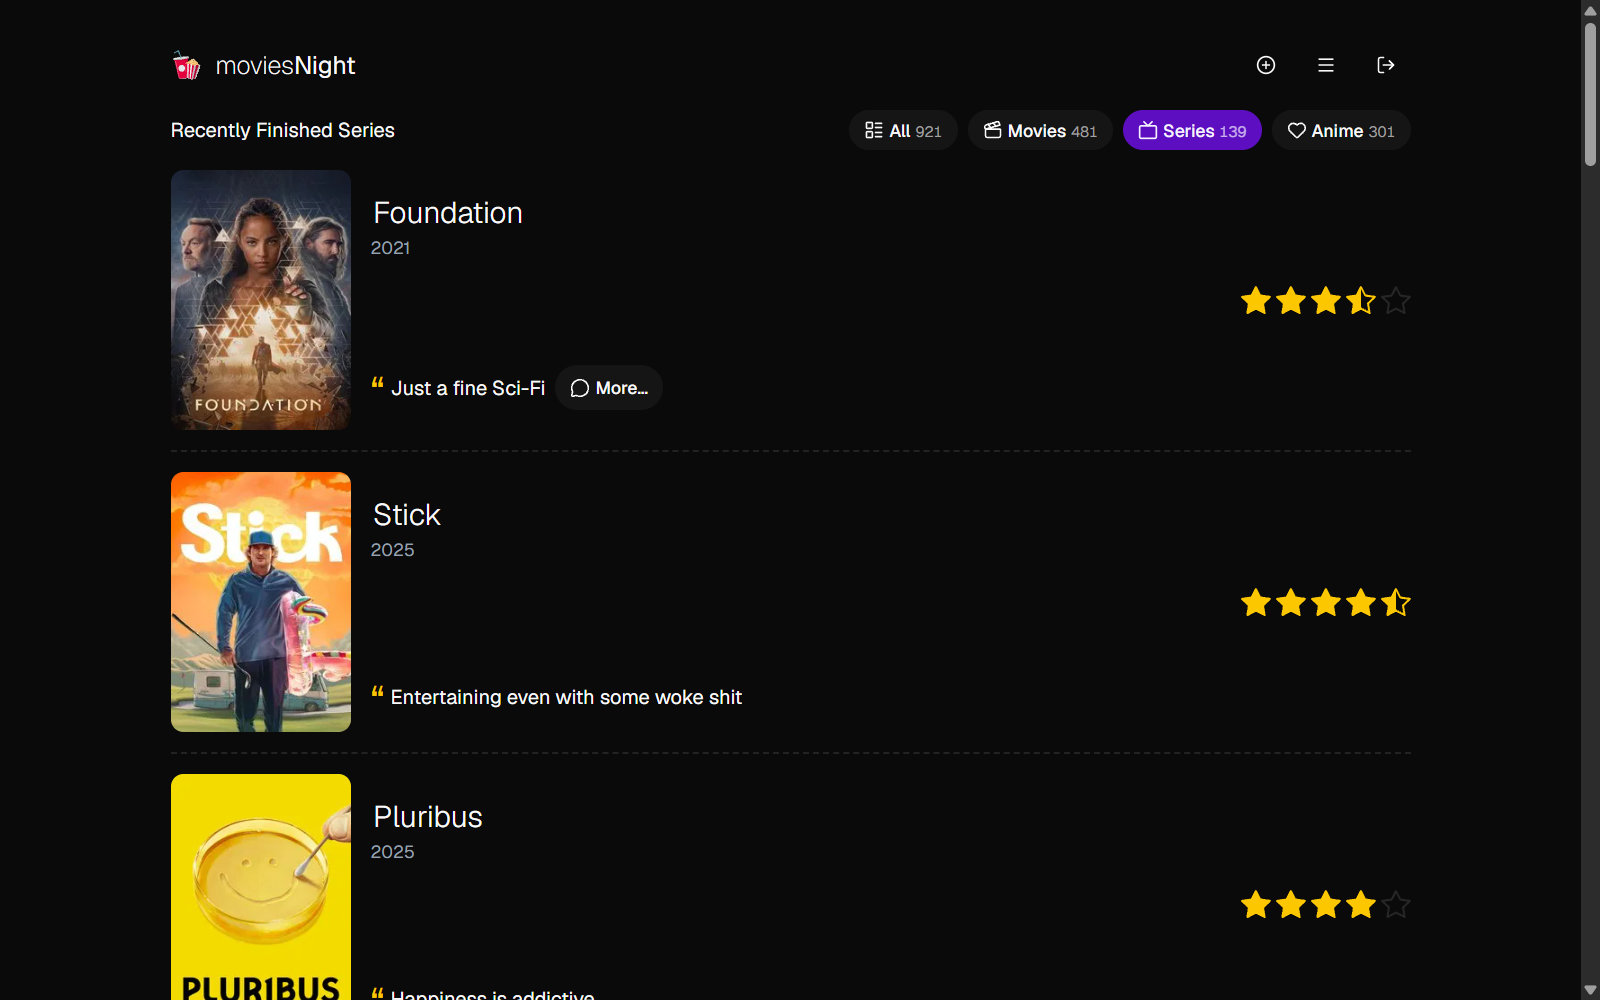 moviesNight
Recently Finished Series
All 921
Movies 481
Series 139
Anime 301
FOUNDATION
Foundation
2021
“ Just a fine Sci-Fi
More...
Stick
Stick
2025
“ Entertaining even with some woke shit
PLUR1BUS
Pluribus
2025
“ Happiness is addictive